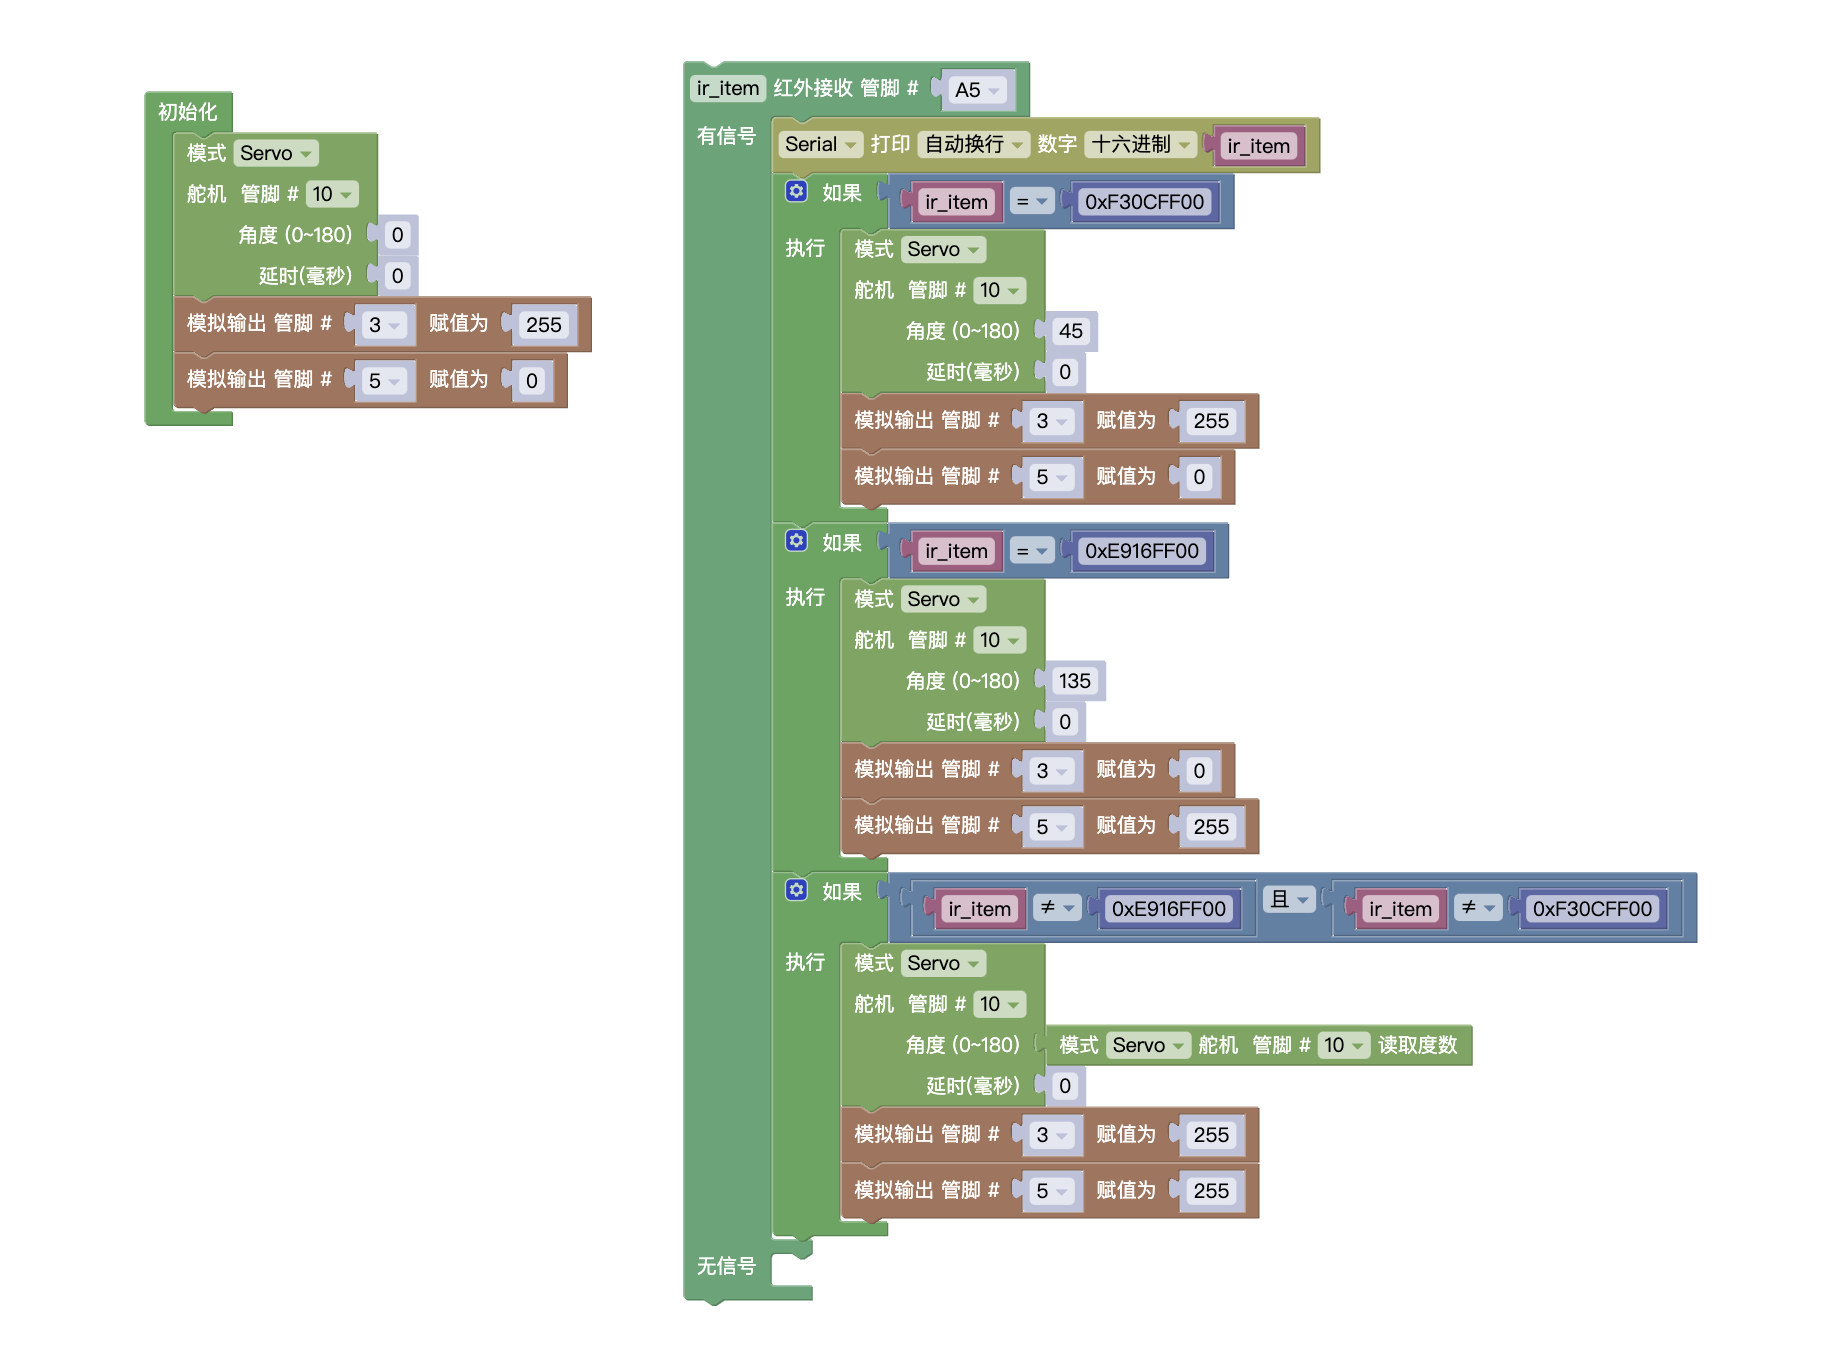 初始化
模式 Servo
舵机 管脚 # 10
角度 (0~180) 0
延时(毫秒) 0
模拟输出 管脚 # 3 赋值为 255
模拟输出 管脚 # 5 赋值为 0
ir_item 红外接收 管脚 # A5
有信号
Serial 打印 自动换行 数字 十六进制 ir_item
如果 ir_item = 0xF30CFF00
执行 模式 Servo
舵机 管脚 # 10
角度 (0~180) 45
延时(毫秒) 0
模拟输出 管脚 # 3 赋值为 255
模拟输出 管脚 # 5 赋值为 0
如果 ir_item = 0xE916FF00
执行 模式 Servo
舵机 管脚 # 10
角度 (0~180) 135
延时(毫秒) 0
模拟输出 管脚 # 3 赋值为 0
模拟输出 管脚 # 5 赋值为 255
如果 ir_item ≠ 0xE916FF00 且 ir_item ≠ 0xF30CFF00
执行 模式 Servo
舵机 管脚 # 10
角度 (0~180) 模式 Servo 舵机 管脚 # 10 读取度数
延时(毫秒) 0
模拟输出 管脚 # 3 赋值为 255
模拟输出 管脚 # 5 赋值为 255
无信号